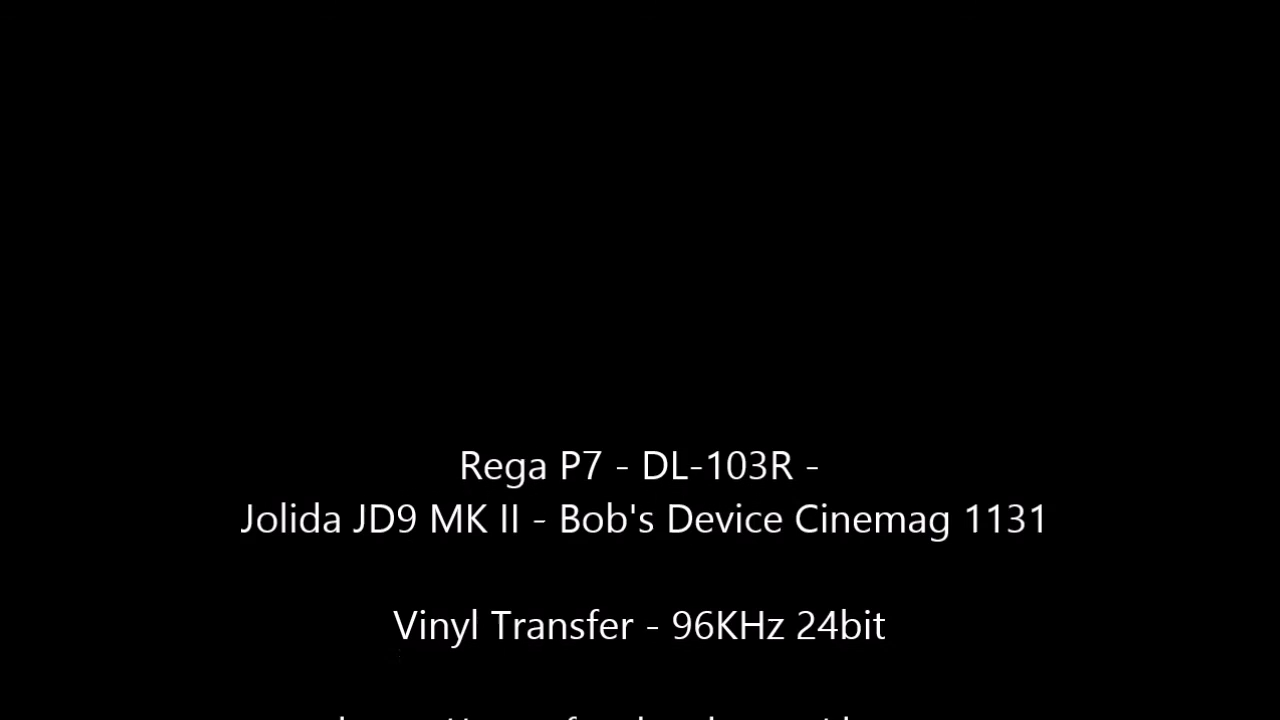 Rega P7 - DL-103R -
Jolida JD9 MK II - Bob's Device Cinemag 1131
Vinyl Transfer - 96KHz 24bit